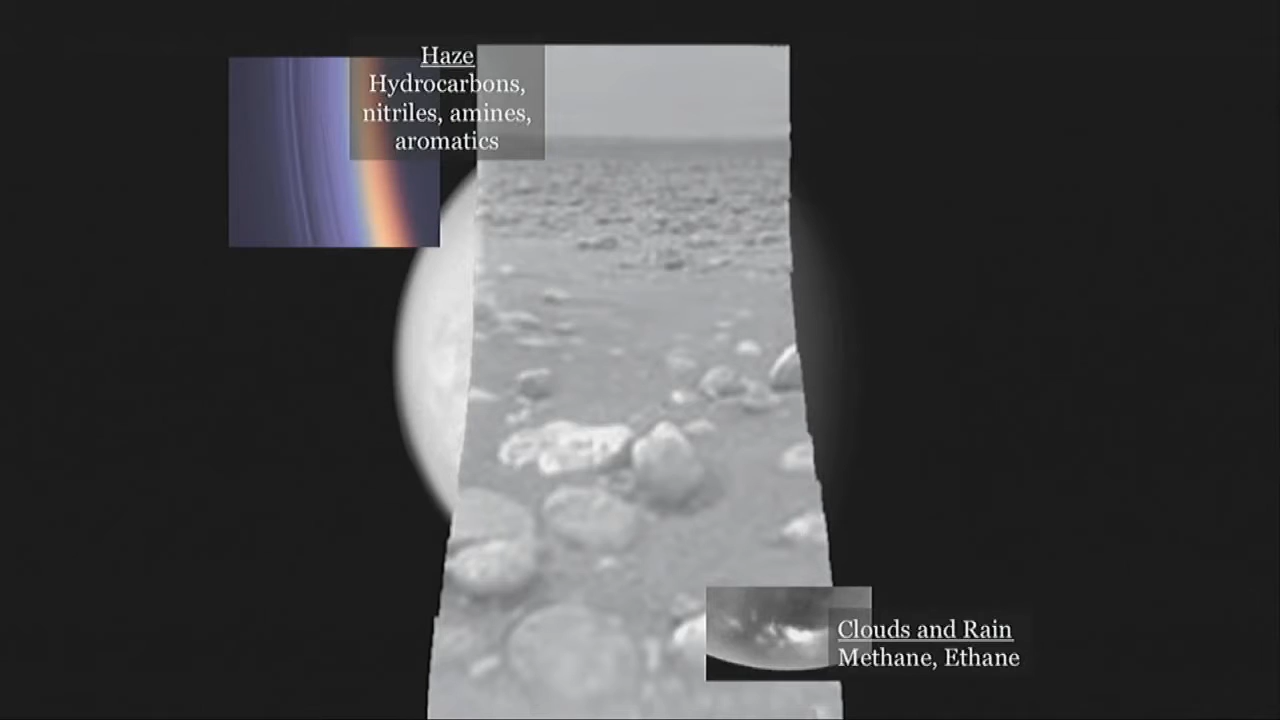 Haze
Hydrocarbons,
nitriles, amines,
aromatics
Clouds and Rain
Methane, Ethane